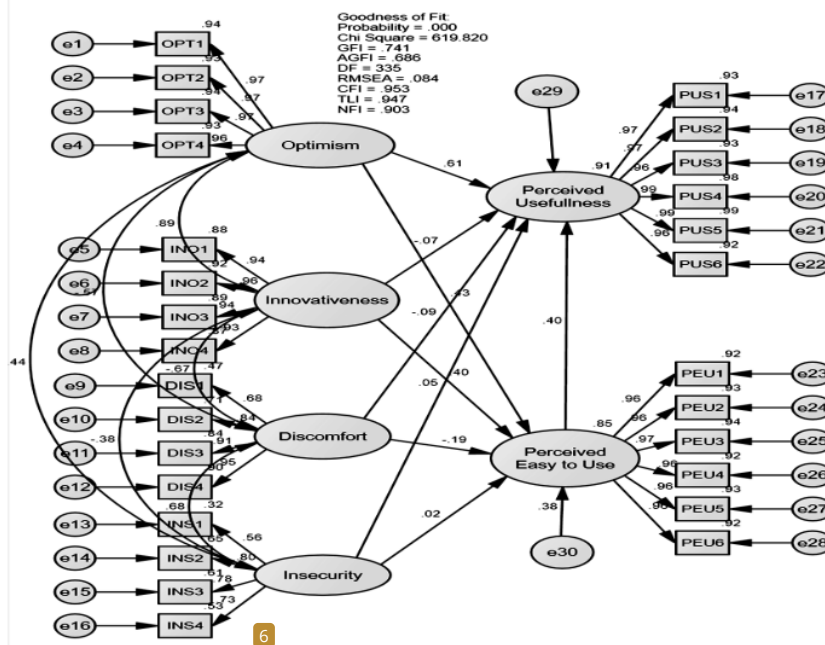 Goodness of Fit:
Probability = .000
Chi Square = 619.820
GFI = .741
AGFI = .686
DF = 335
RMSEA = .084
CFI = .953
TLI = .947
NFI = .903
e1 OPT1 .94
e2 OPT2 .93
e3 OPT3 .94
e4 OPT4 .93
.97
.97
.97
.96
Optimism
e5 INO1 .88
e6 INO2 .92
e7 INO3 .89
e8 INO4
.94
.96
.94
.93
Innovativeness
e9 DIS1
e10 DIS2
e11 DIS3
e12 DIS4
.68
.84
.91
.95
Discomfort
e13 INS1 .32
e14 INS2
e15 INS3 .61
e16 INS4 .53
.56
.80
.78
.73
Insecurity
.89
-.67
.47
.44
-.38
.68
.61
-.07
-.09
.43
.05
.40
-.19
.02
.40
e29
.91
Perceived
Usefullness
.97
.97
.96
.99
.99
.96
.93 PUS1 e17
.94 PUS2 e18
.93 PUS3 e19
.98 PUS4 e20
.99 PUS5 e21
.92 PUS6 e22
.85
Perceived
Easy to Use
.38
e30
.96
.96
.97
.96
.96
.96
.92 PEU1 e23
.93 PEU2 e24
.94 PEU3 e25
.92 PEU4 e26
.93 PEU5 e27
.92 PEU6 e28
6